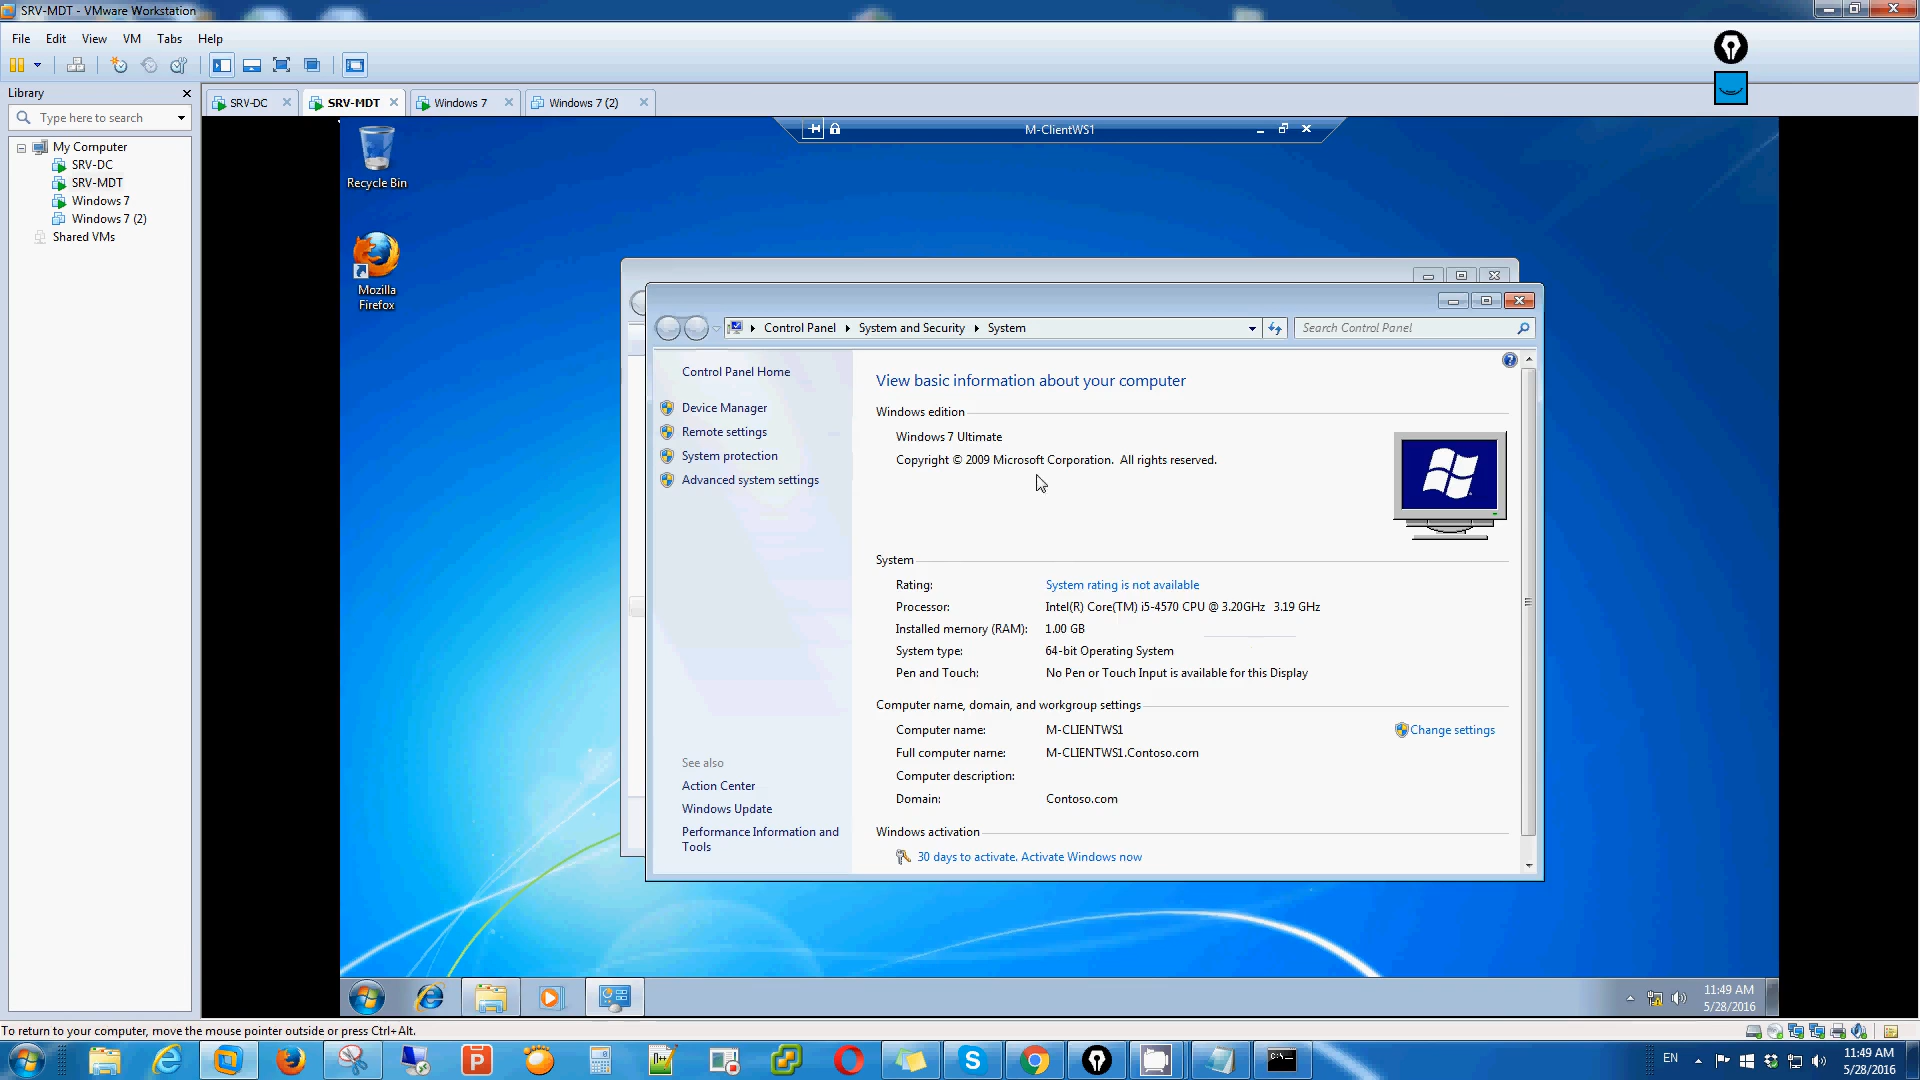 SRV-MDT - VMware Workstation
File Edit View VM Tabs Help
Library
Type here to search
My Computer
SRV-DC
SRV-MDT
Windows 7
Windows 7 (2)
Shared VMs
SRV-DC SRV-MDT Windows 7 Windows 7 (2)
M-ClientWS1
Recycle Bin
Mozilla
Firefox
Control Panel System and Security System
Search Control Panel
Control Panel Home
Device Manager
Remote settings
System protection
Advanced system settings
See also
Action Center
Windows Update
Performance Information and
Tools
View basic information about your computer
Windows edition
Windows 7 Ultimate
Copyright © 2009 Microsoft Corporation. All rights reserved.
System
Rating: System rating is not available
Processor: Intel(R) Core(TM) i5-4570 CPU @ 3.20GHz 3.19 GHz
Installed memory (RAM): 1.00 GB
System type: 64-bit Operating System
Pen and Touch: No Pen or Touch Input is available for this Display
Computer name, domain, and workgroup settings
Computer name: M-CLIENTWS1 Change settings
Full computer name: M-CLIENTWS1.Contoso.com
Computer description:
Domain: Contoso.com
Windows activation
30 days to activate. Activate Windows now
11:49 AM
5/28/2016
To return to your computer, move the mouse pointer outside or press Ctrl+Alt.
EN
11:49 AM
5/28/2016